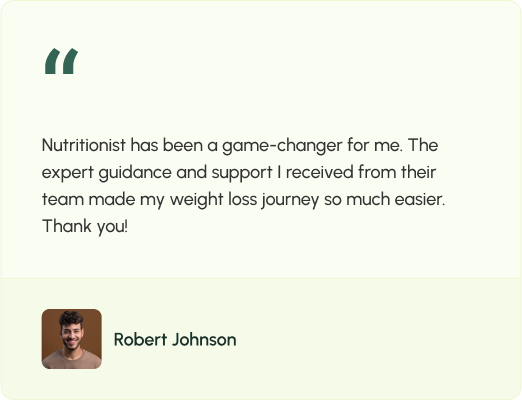 “
Nutritionist has been a game-changer for me. The
expert guidance and support I received from their
team made my weight loss journey so much easier.
Thank you!
Robert Johnson